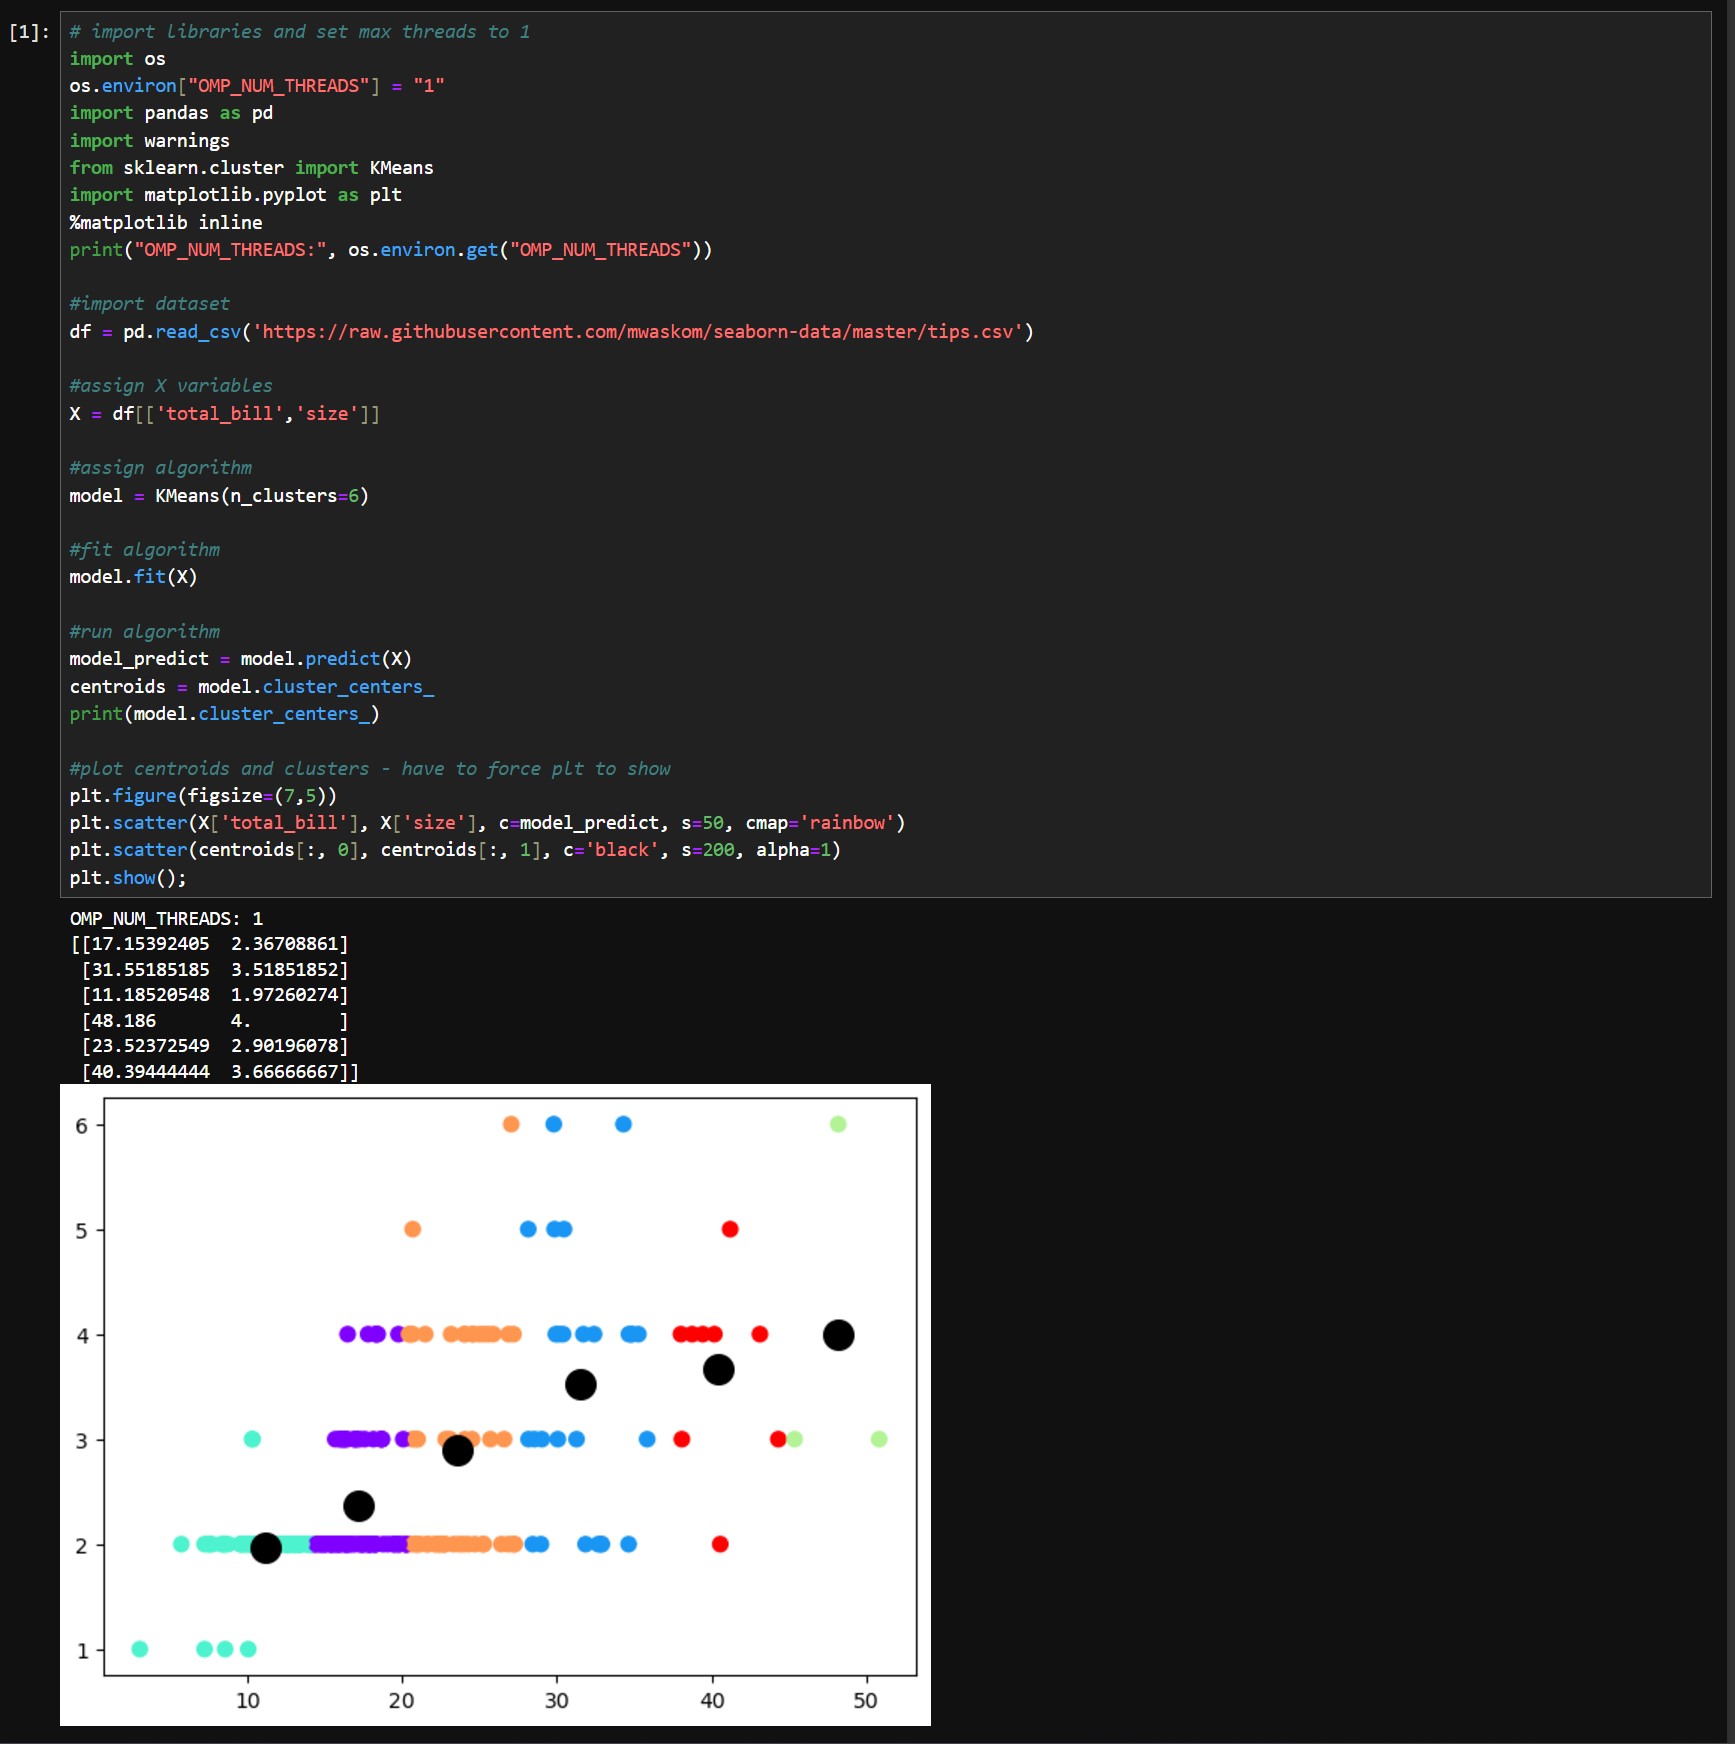 [1]:
# import libraries and set max threads to 1
import os
os.environ["OMP_NUM_THREADS"] = "1"
import pandas as pd
import warnings
from sklearn.cluster import KMeans
import matplotlib.pyplot as plt
%matplotlib inline
print("OMP_NUM_THREADS:", os.environ.get("OMP_NUM_THREADS"))
#import dataset
df = pd.read_csv('https://raw.githubusercontent.com/mwaskom/seaborn-data/master/tips.csv')
#assign X variables
X = df[['total_bill','size']]
#assign algorithm
model = KMeans(n_clusters=6)
#fit algorithm
model.fit(X)
#run algorithm
model_predict = model.predict(X)
centroids = model.cluster_centers_
print(model.cluster_centers_)
#plot centroids and clusters - have to force plt to show
plt.figure(figsize=(7,5))
plt.scatter(X['total_bill'], X['size'], c=model_predict, s=50, cmap='rainbow')
plt.scatter(centroids[:, 0], centroids[:, 1], c='black', s=200, alpha=1)
plt.show();
OMP_NUM_THREADS: 1
[[17.15392405  2.36708861]
 [31.55185185  3.51851852]
 [11.18520548  1.97260274]
 [48.186       4.        ]
 [23.52372549  2.90196078]
 [40.39444444  3.66666667]]
6
5
4
3
2
1
10 20 30 40 50